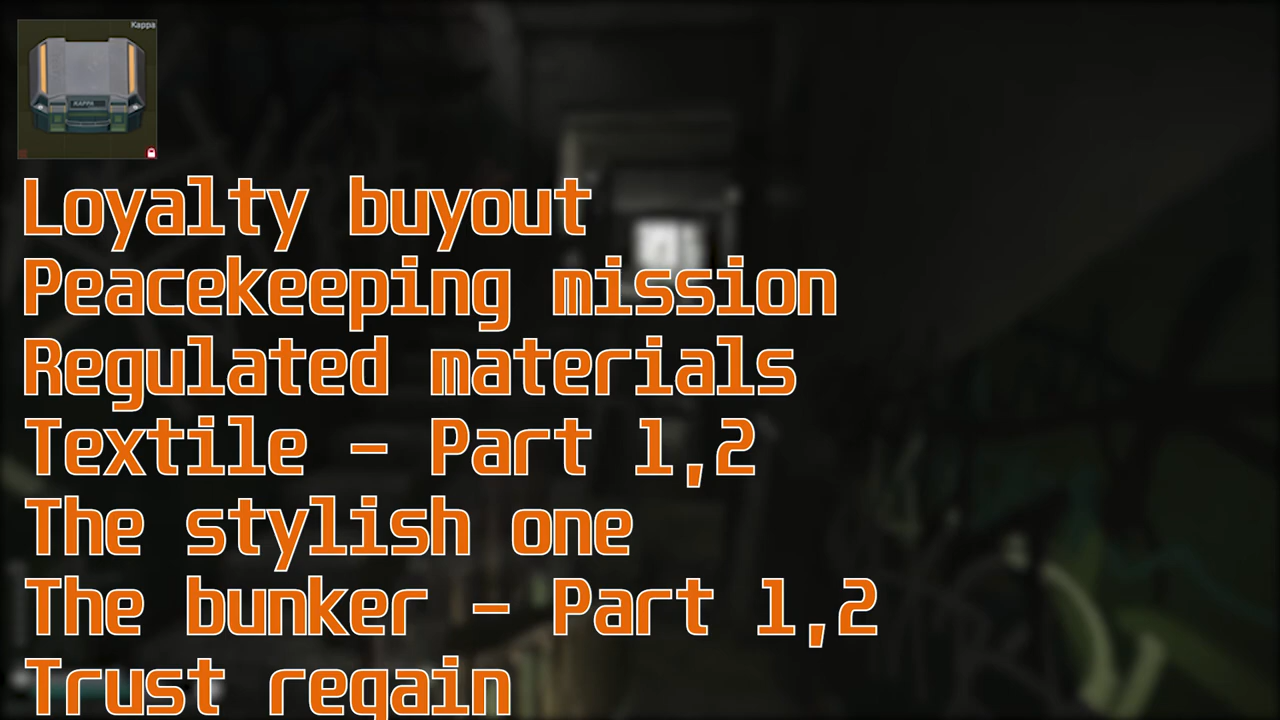 Kappa
KAPPA
Loyalty buyout
Peacekeeping mission
Regulated materials
Textile - Part 1,2
The stylish one
The bunker - Part 1,2
Trust regain